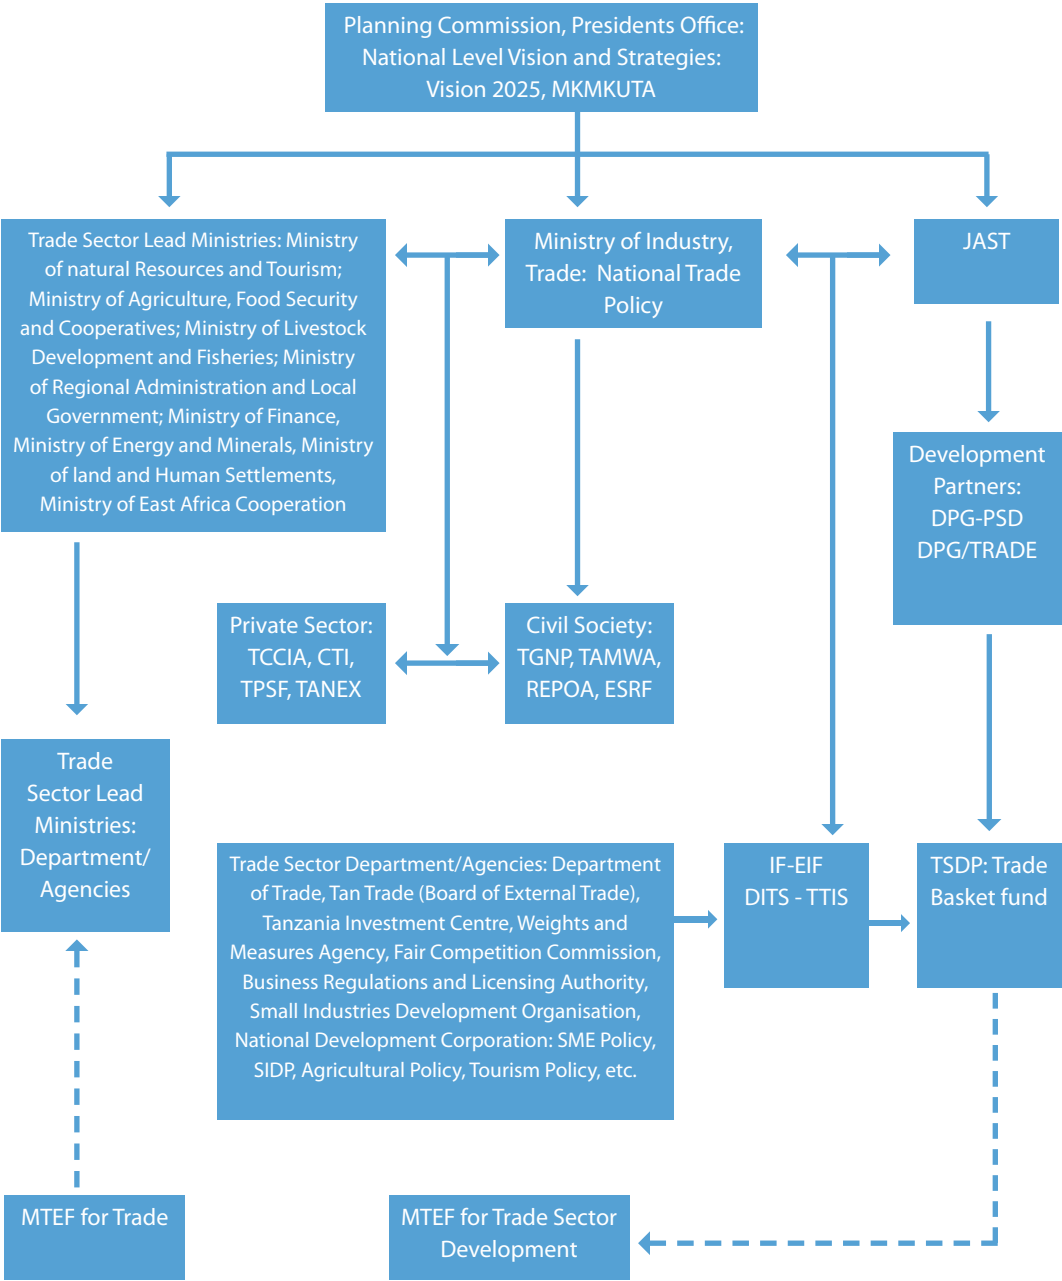 Planning Commission, Presidents Office:
National Level Vision and Strategies:
Vision 2025, MKMKUTA
Trade Sector Lead Ministries: Ministry
of natural Resources and Tourism;
Ministry of Agriculture, Food Security
and Cooperatives; Ministry of Livestock
Development and Fisheries; Ministry
of Regional Administration and Local
Government; Ministry of Finance,
Ministry of Energy and Minerals, Ministry
of land and Human Settlements,
Ministry of East Africa Cooperation
Ministry of Industry,
Trade: National Trade
Policy
JAST
Development
Partners:
DPG-PSD
DPG/TRADE
Private Sector:
TCCIA, CTI,
TPSF, TANEX
Civil Society:
TGNP, TAMWA,
REPOA, ESRF
Trade
Sector Lead
Ministries:
Department/
Agencies
Trade Sector Department/Agencies: Department
of Trade, Tan Trade (Board of External Trade),
Tanzania Investment Centre, Weights and
Measures Agency, Fair Competition Commission,
Business Regulations and Licensing Authority,
Small Industries Development Organisation,
National Development Corporation: SME Policy,
SIDP, Agricultural Policy, Tourism Policy, etc.
IF-EIF
DITS - TTIS
TSDP: Trade
Basket fund
MTEF for Trade
MTEF for Trade Sector
Development